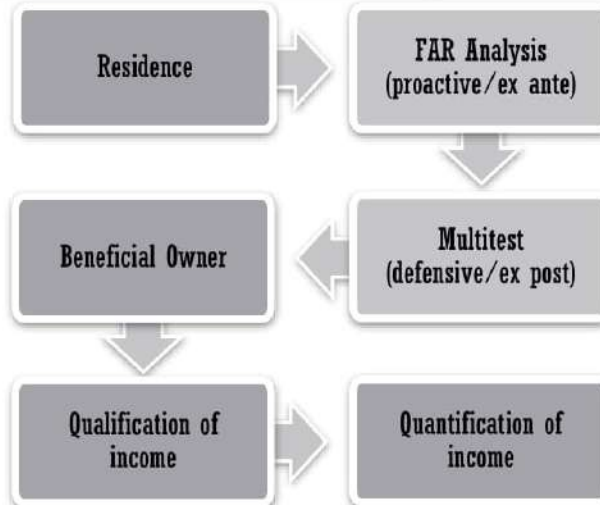 Residence
FAR Analysis
(proactive/ex ante)
Multitest
(defensive/ex post)
Beneficial Owner
Qualification of
income
Quantification of
income